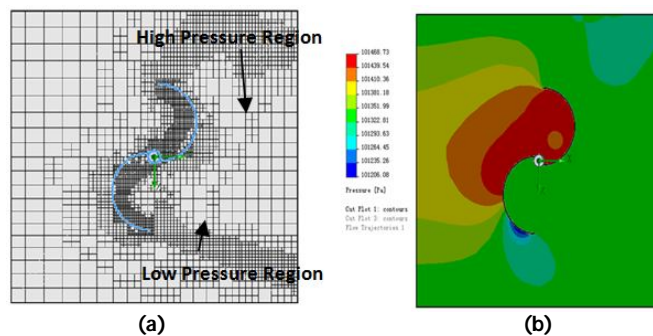 High Pressure Region
Low Pressure Region
(a)
101468.73
101439.54
101410.36
101381.18
101351.99
101322.81
101293.63
101264.45
101235.26
101206.08
Pressure [Pa]
Cut Plot 1: contours
Cut Plot 2: contours
Flow Trajectories 1
(b)